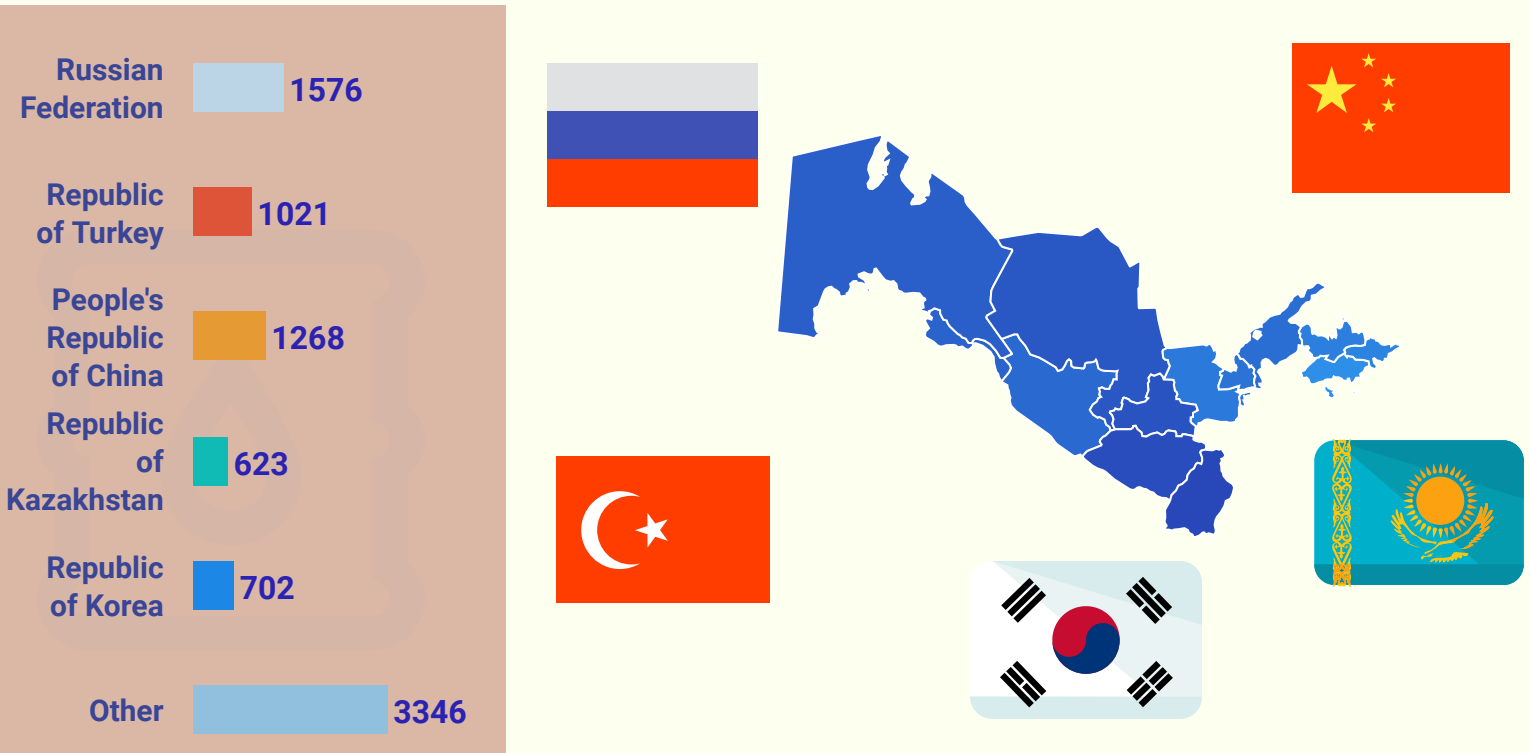 Russian
Federation
1576
Republic
of Turkey
1021
People's
Republic
of China
1268
Republic
of
Kazakhstan
623
Republic
of Korea
702
Other
3346